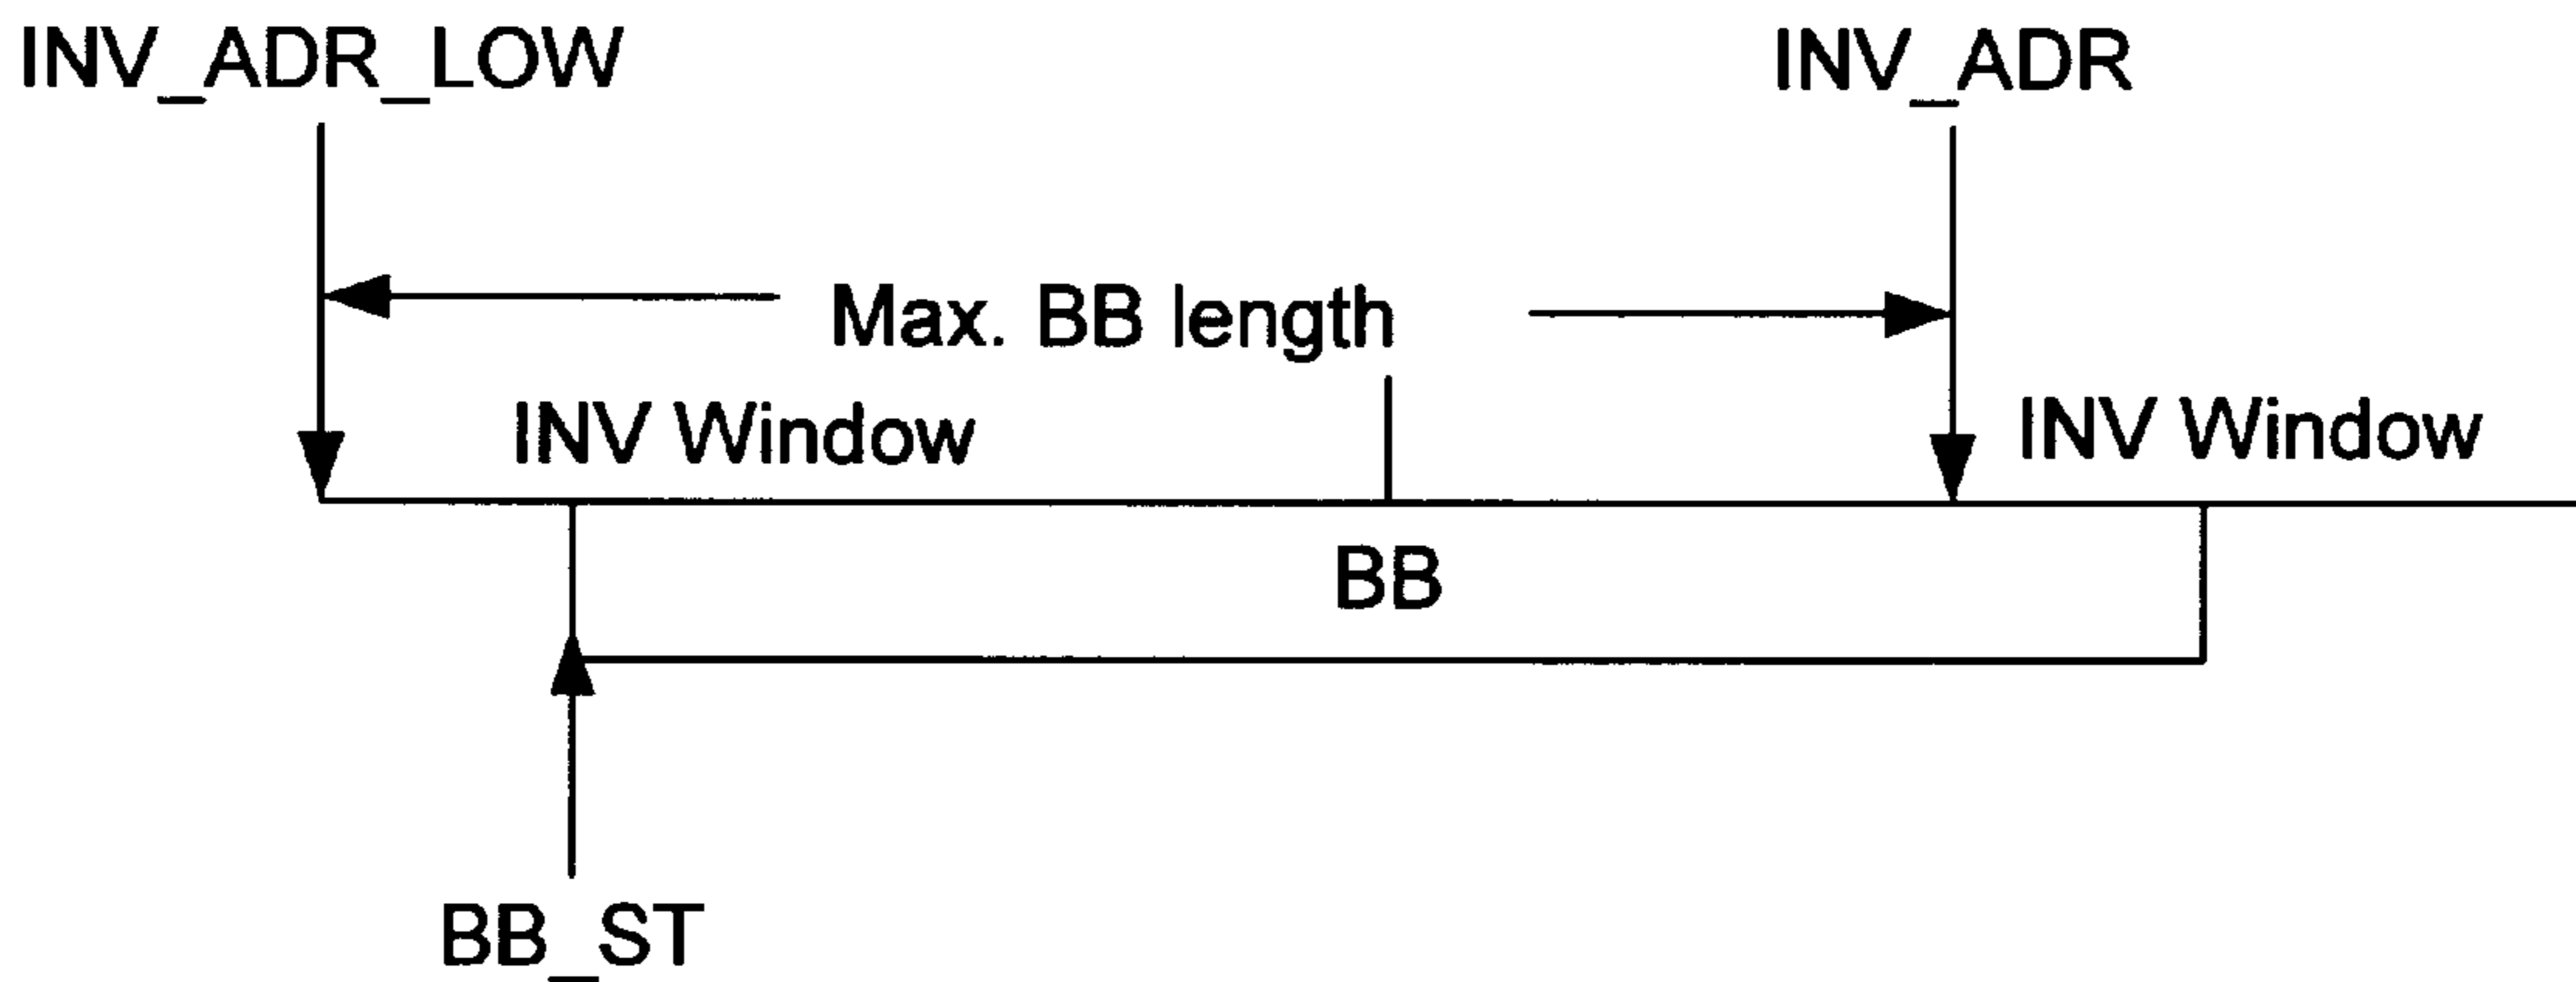 INV_ADR_LOW
INV_ADR
Max. BB length
INV Window
INV Window
BB
BB_ST